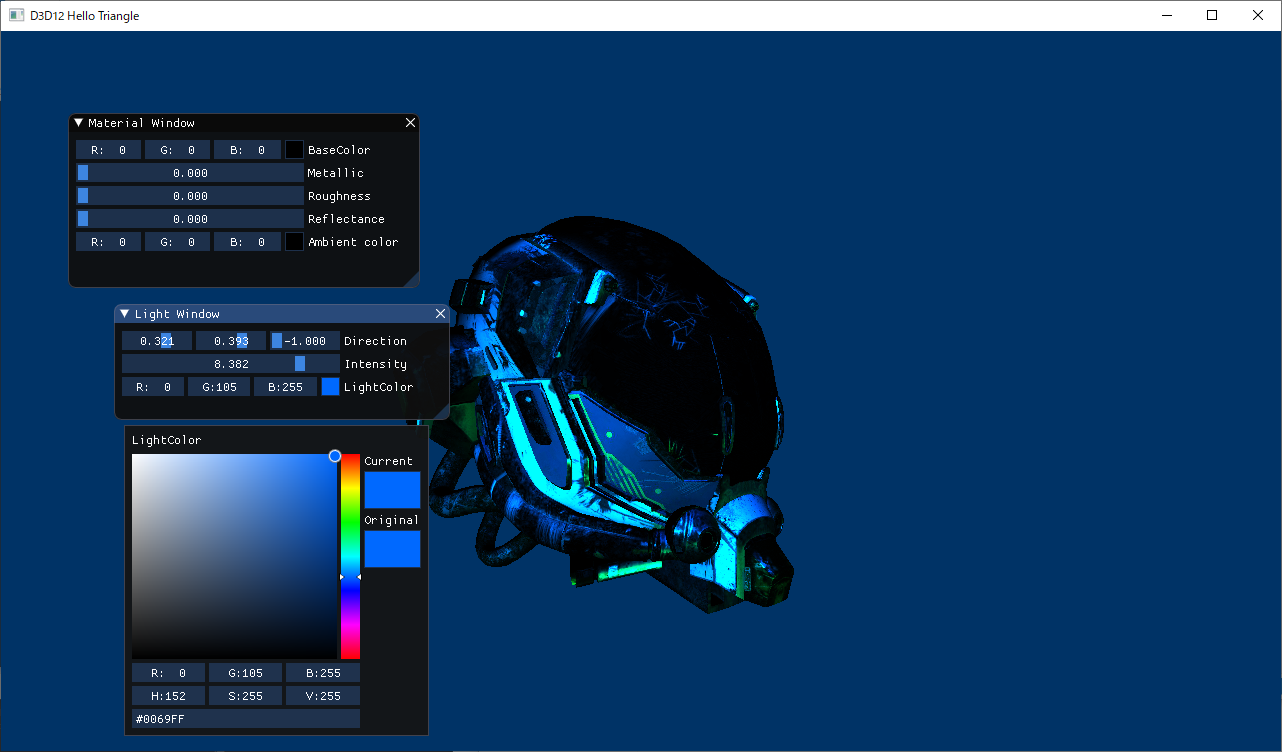 D3D12 Hello Triangle
Material Window
R: 0 G: 0 B: 0 BaseColor
0.000 Metallic
0.000 Roughness
0.000 Reflectance
R: 0 G: 0 B: 0 Ambient color
Light Window
0.321 0.393 -1.000 Direction
8.382 Intensity
R: 0 G:105 B:255 LightColor
LightColor
Current
Original
R: 0 G:105 B:255
H:152 S:255 V:255
#0069FF